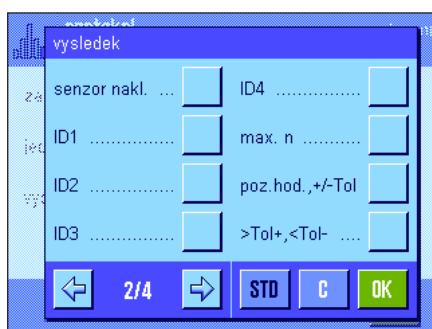 protokol
vysledek
senzor nakl. ...
ID4 ..............
ID1 ..............
max. n ...........
ID2 ..............
poz.hod.,+/-Tol
ID3 ..............
>Tol+,<Tol- ....
2/4
STD
C
OK